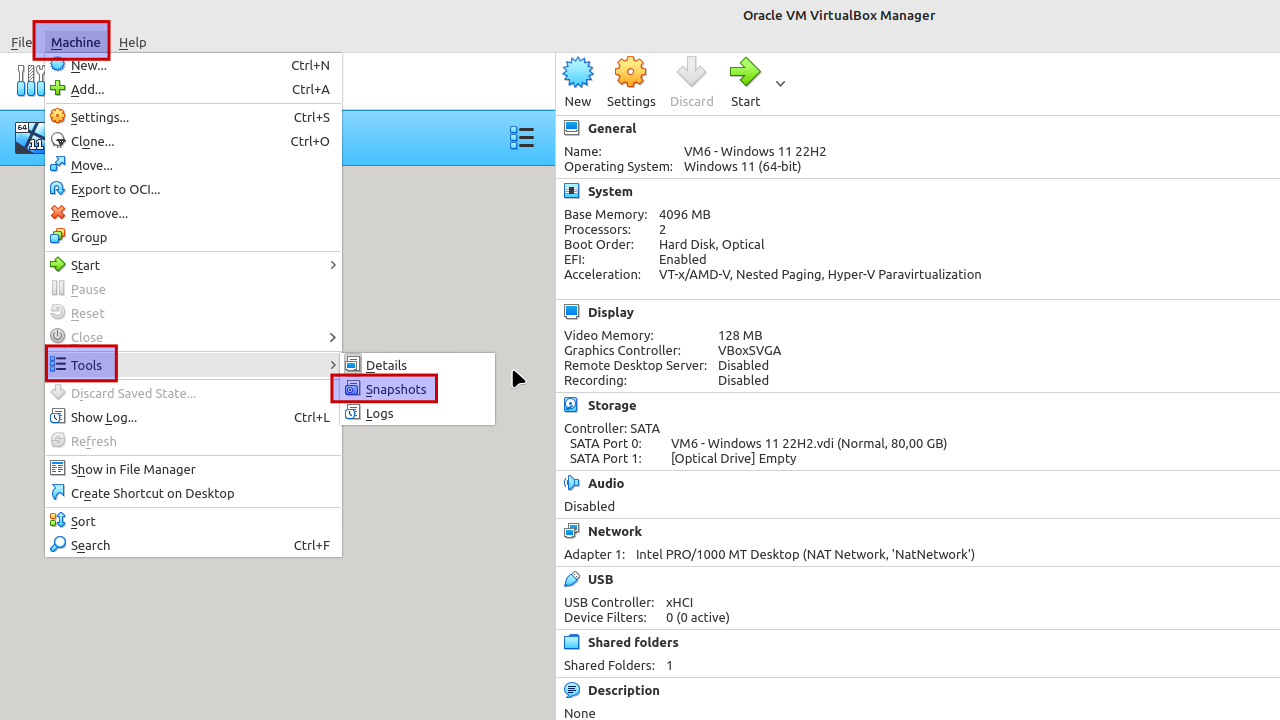 Oracle VM VirtualBox Manager
File Machine Help
New... Ctrl+N
Add... Ctrl+A
Settings... Ctrl+S
Clone... Ctrl+O
Move...
Export to OCI...
Remove...
Group
Start
Pause
Reset
Close
Tools
Discard Saved State...
Show Log... Ctrl+L
Refresh
Show in File Manager
Create Shortcut on Desktop
Sort
Search Ctrl+F
Details
Snapshots
Logs
64
11
New Settings Discard Start
General
Name: VM6 - Windows 11 22H2
Operating System: Windows 11 (64-bit)
System
Base Memory: 4096 MB
Processors: 2
Boot Order: Hard Disk, Optical
EFI: Enabled
Acceleration: VT-x/AMD-V, Nested Paging, Hyper-V Paravirtualization
Display
Video Memory: 128 MB
Graphics Controller: VBoxSVGA
Remote Desktop Server: Disabled
Recording: Disabled
Storage
Controller: SATA
SATA Port 0: VM6 - Windows 11 22H2.vdi (Normal, 80,00 GB)
SATA Port 1: [Optical Drive] Empty
Audio
Disabled
Network
Adapter 1: Intel PRO/1000 MT Desktop (NAT Network, 'NatNetwork')
USB
USB Controller: xHCI
Device Filters: 0 (0 active)
Shared folders
Shared Folders: 1
Description
None